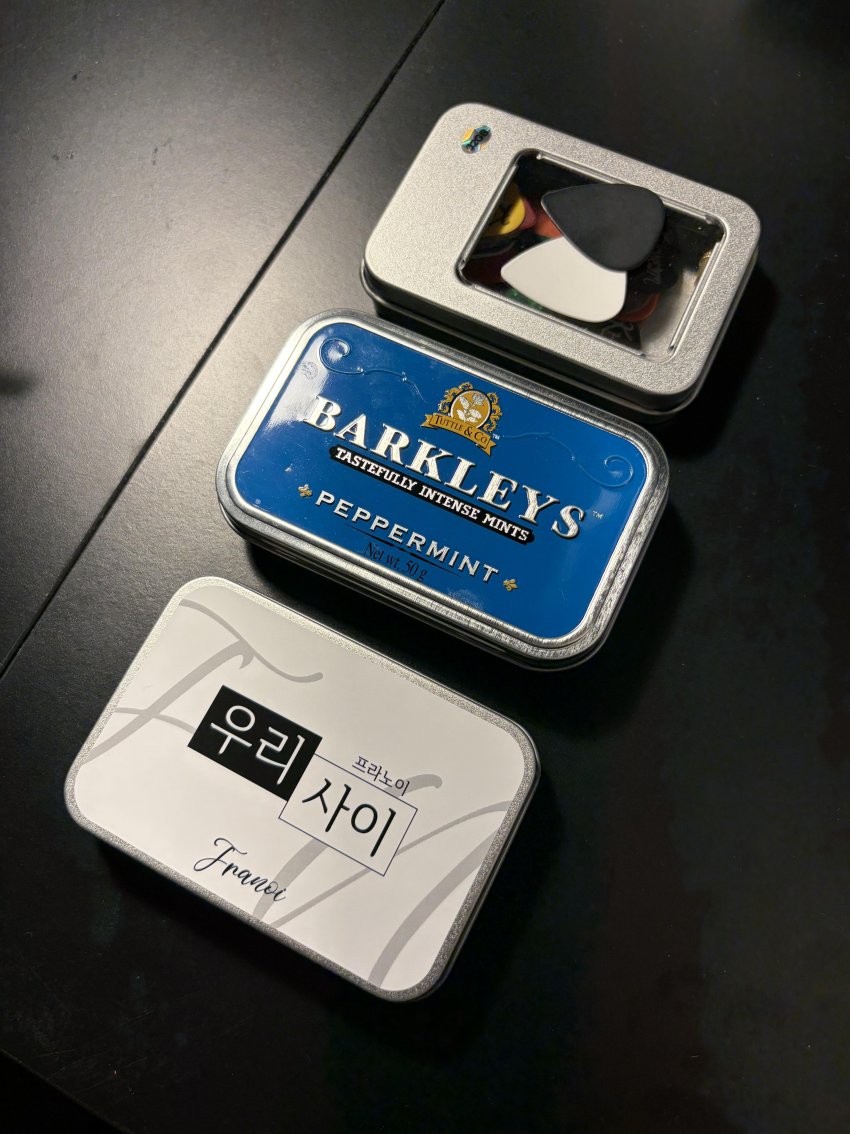 TUTTLE & CO
BARKLEYS
TASTEFULLY INTENSE MINTS
PEPPERMINT
Net wt. 50 g
우리
프라노이
사이
Franoi